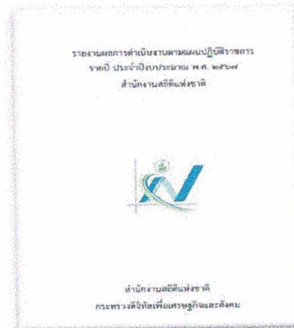 รายงานผลการดำเนินงานตามแผนปฏิบัติราชการ
รายปี ประจำปีงบประมาณ พ.ศ. ๒๕๖๗
สำนักงานสถิติแห่งชาติ
สำนักงานสถิติแห่งชาติ
กระทรวงดิจิทัลเพื่อเศรษฐกิจและสังคม